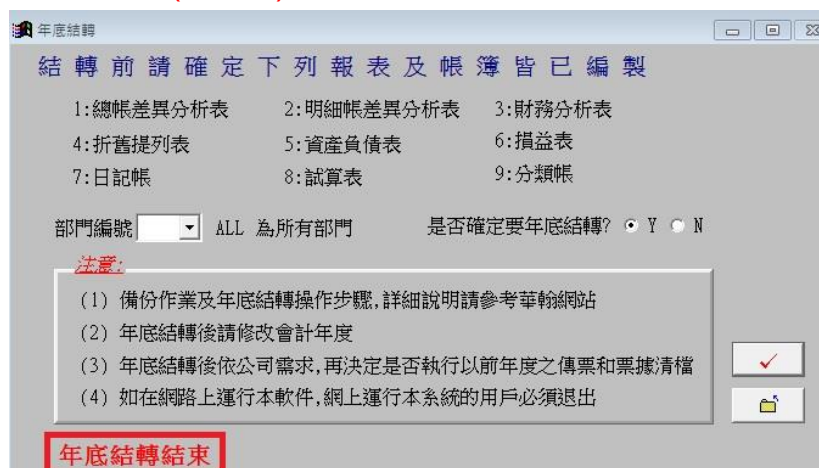 年底結轉
結轉前請確定下列報表及帳簿皆已編製
1:總帳差異分析表 2:明細帳差異分析表 3:財務分析表
4:折舊提列表 5:資產負債表 6:損益表
7:日記帳 8:試算表 9:分類帳
部門編號 ALL 為所有部門 是否確定要年底結轉? Y N
注意:
(1) 備份作業及年底結轉操作步驟,詳細說明請參考華翰網站
(2) 年底結轉後請修改會計年度
(3) 年底結轉後依公司需求,再決定是否執行以前年度之傳票和票據清檔
(4) 如在網路上運行本軟件,網上運行本系統的用戶必須退出
年底結轉結束